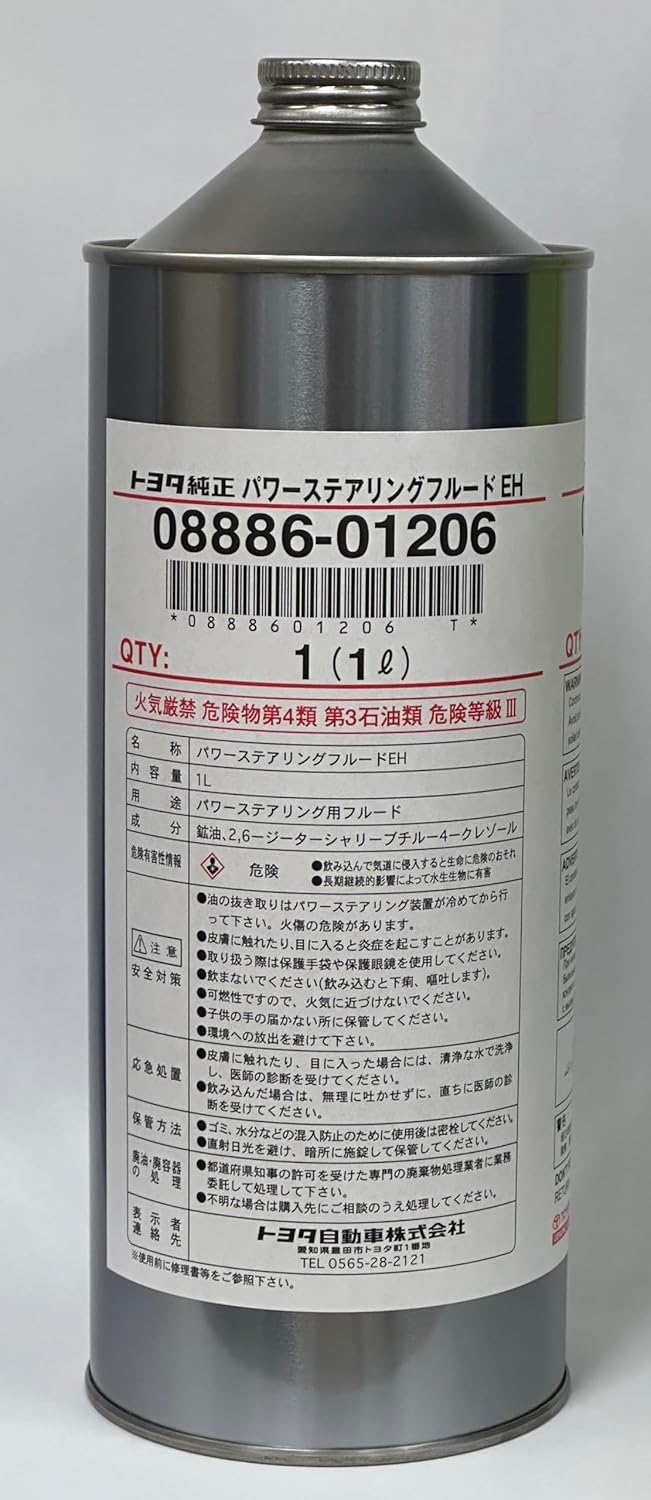 トヨタ純正 パワーステアリングフルード EH
08886-01206
*0888601206 T*
QTY: 1(1ℓ)
火気厳禁 危険物第4類 第3石油類 危険等級Ⅲ
名称 パワーステアリングフルードEH
内容量 1L
用途 パワーステアリング用フルード
成分 鉱油、2,6ージーターシャリーブチルー4ークレゾール
危険有害性情報 危険 ●飲み込んで気道に侵入すると生命に危険のおそれ
●長期継続的影響によって水生生物に有害
注意
安全対策
●油の抜き取りはパワーステアリング装置が冷めてから行
って下さい。火傷の危険があります。
●皮膚に触れたり、目に入ると炎症を起こすことがあります。
●取り扱う際は保護手袋や保護眼鏡を使用してください。
●飲まないでください(飲み込むと下痢、嘔吐します)。
●可燃性ですので、火気に近づけないでください。
●子供の手の届かない所に保管してください。
●環境への放出を避けて下さい。
応急処置
●皮膚に触れたり、目に入った場合には、清浄な水で洗浄
し、医師の診断を受けてください。
●飲み込んだ場合は、無理に吐かせずに、直ちに医師の診
断を受けてください。
保管方法
●ゴミ、水分などの混入防止のために使用後は密栓してください。
●直射日光を避け、暗所に施錠して保管してください。
廃油・廃容器
の処理
●都道府県知事の許可を受けた専門の廃棄物処理業者に業務
委託して処理して下さい。
●不明な場合は購入先にご相談のうえ処理してください。
表示者
連絡先
トヨタ自動車株式会社
愛知県豊田市トヨタ町1番地
TEL 0565-28-2121
※使用前に修理書等をご参照下さい。
QT